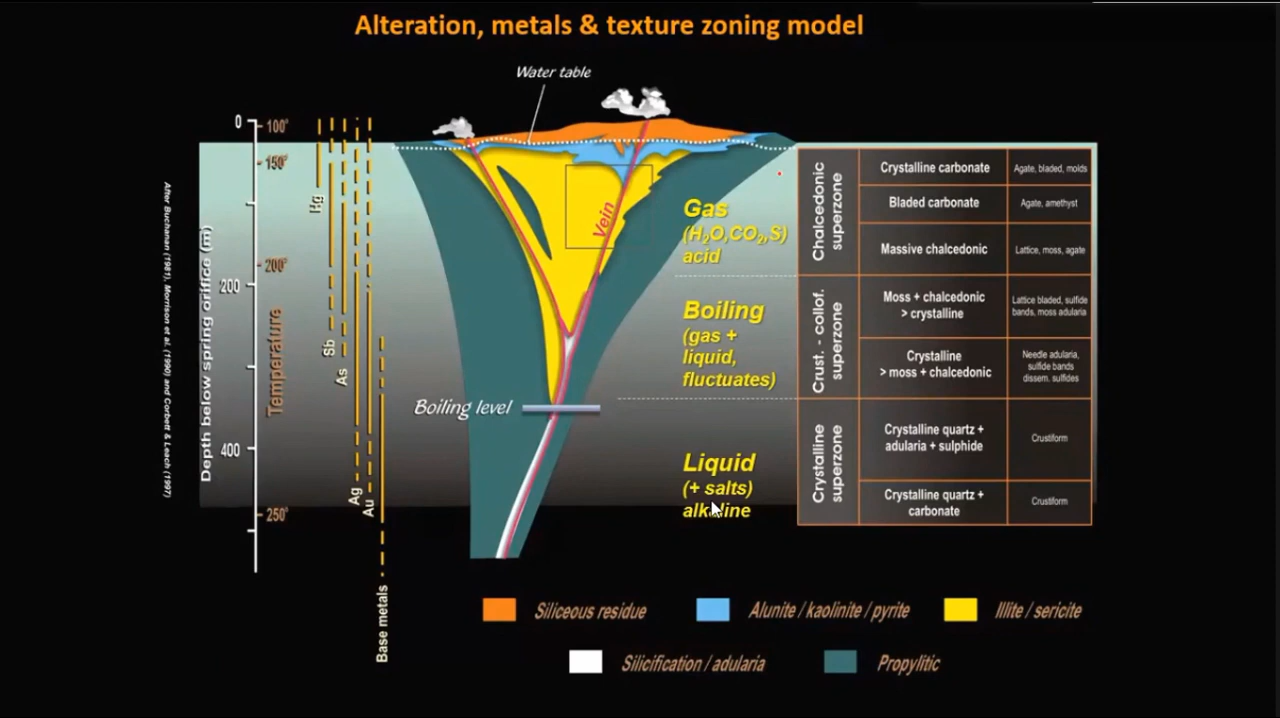 Alteration, metals & texture zoning model
Water table
0
200
400
Depth below spring orifice (m)
After Buchanan (1981), Morrison et al. (1990) and Corbett & Leach (1997)
100°
150°
200°
250°
Temperature
Hg
Sb
As
Ag
Au
Base metals
Vein
Boiling level
Gas
(H₂O,CO₂,S)
acid
Boiling
(gas +
liquid,
fluctuates)
Liquid
(+ salts)
alkaline
Chalcedonic
superzone
Crystalline carbonate
Agate, bladed, molds
Bladed carbonate
Agate, amethyst
Massive chalcedonic
Lattice, moss, agate
Crust. - collof.
superzone
Moss + chalcedonic
> crystalline
Lattice bladed, sulfide
bands, moss adularia
Crystalline
> moss + chalcedonic
Needle adularia,
sulfide bands
dissem. sulfides
Crystalline
superzone
Crystalline quartz +
adularia + sulphide
Crustiform
Crystalline quartz +
carbonate
Crustiform
Siliceous residue
Alunite / kaolinite / pyrite
Illite / sericite
Silicification / adularia
Propylitic